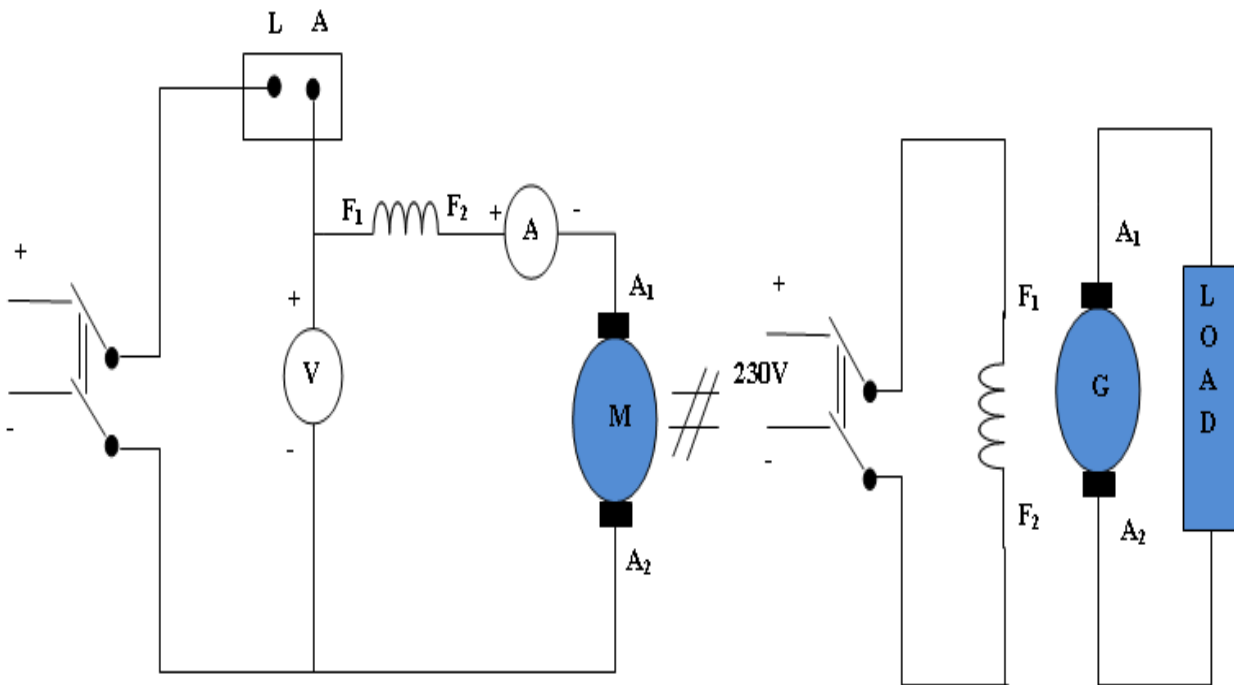 L A
F₁ F₂ + A -
+
+
V
-
-
A₁
M
A₂
+
230V
-
F₁
F₂
A₁
G
A₂
L
O
A
D